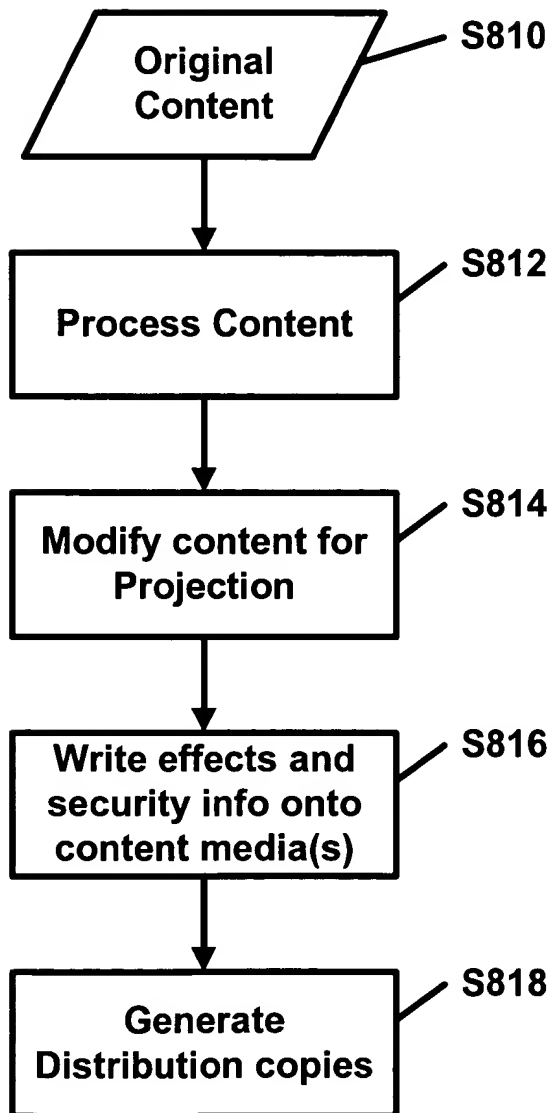 S810
Original
Content
S812
Process Content
S814
Modify content for
Projection
S816
Write effects and
security info onto
content media(s)
S818
Generate
Distribution copies